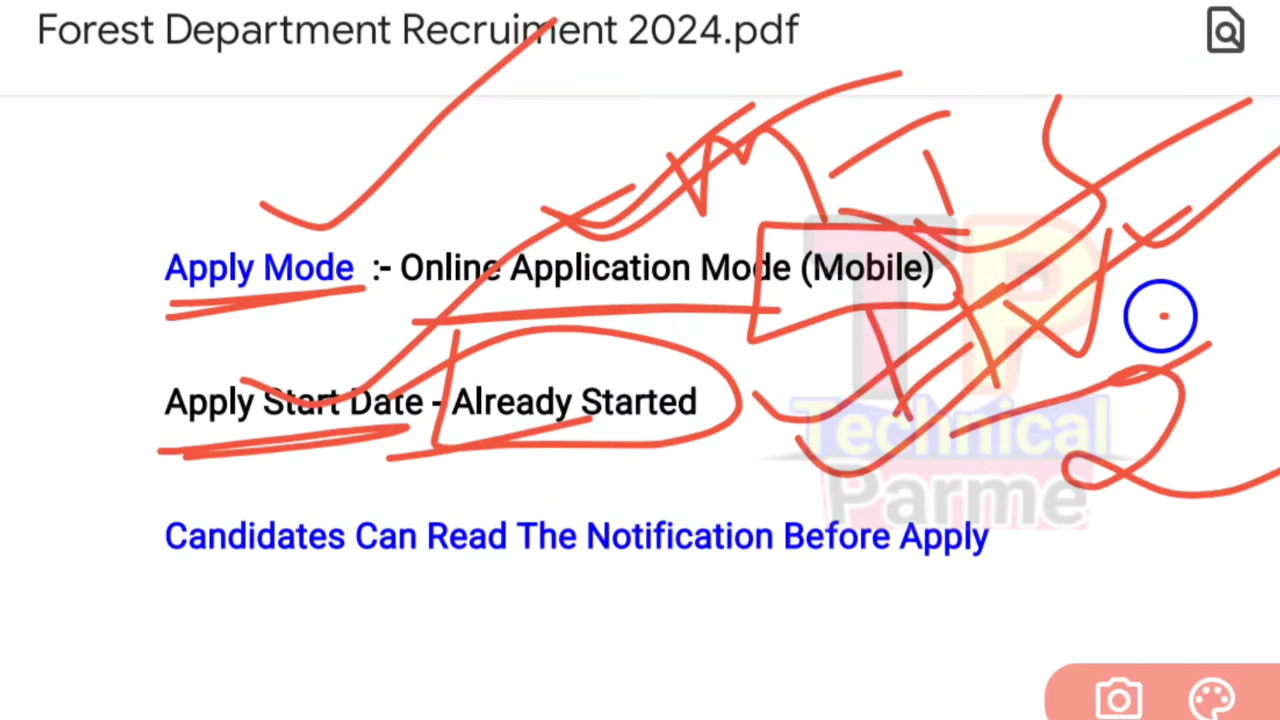 Forest Department Recruiment 2024.pdf
Apply Mode :- Online Application Mode (Mobile)
Apply Start Date - Already Started
TP
Technical
Parme
Candidates Can Read The Notification Before Apply